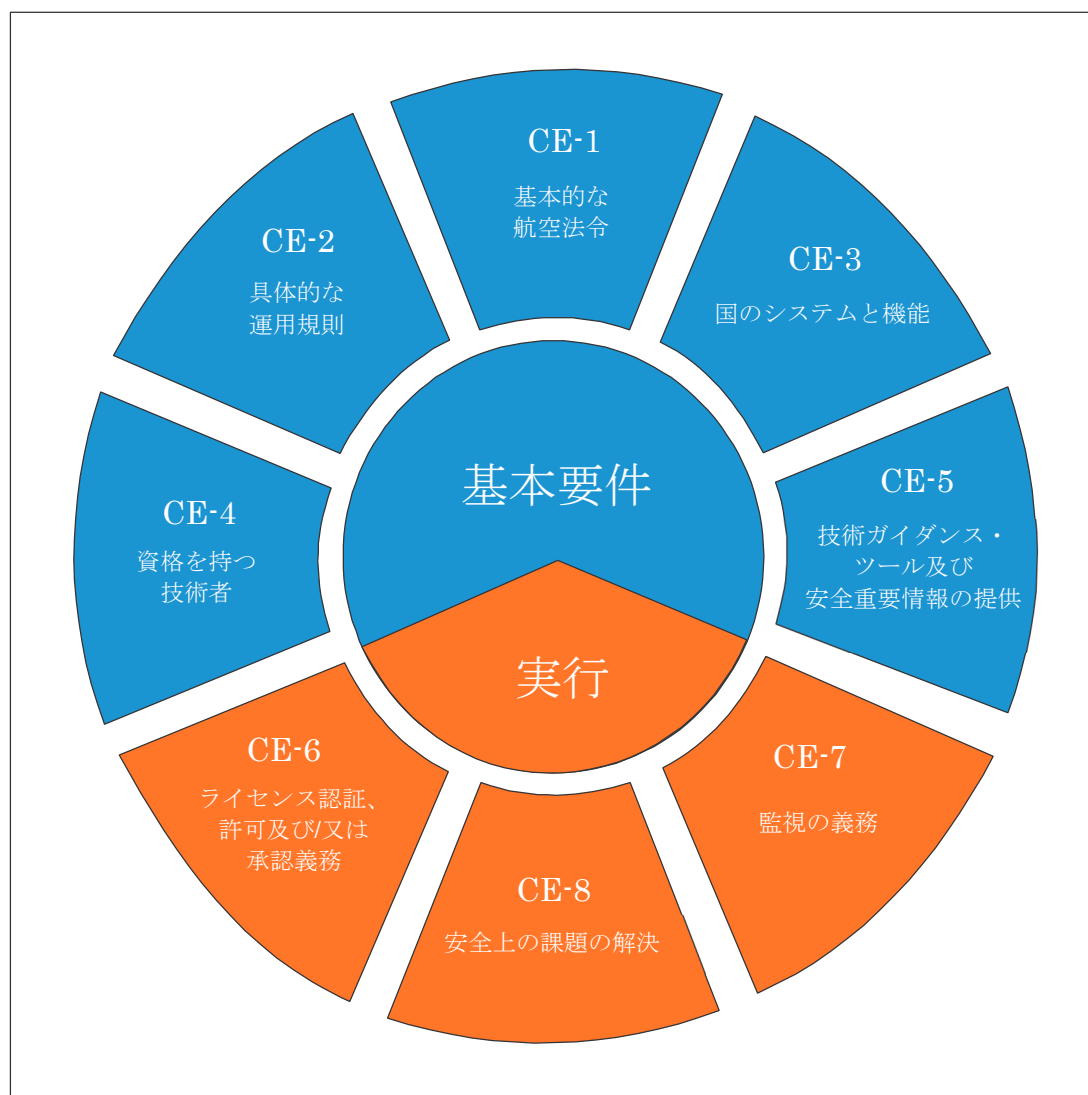 CE-1
基本的な
航空法令
CE-2
具体的な
運用規則
CE-3
国のシステムと機能
CE-4
資格を持つ
技術者
基本要件
CE-5
技術ガイダンス・
ツール及び
安全重要情報の提供
実行
CE-6
ライセンス認証、
許可及び/又は
承認義務
CE-7
監視の義務
CE-8
安全上の課題の解決